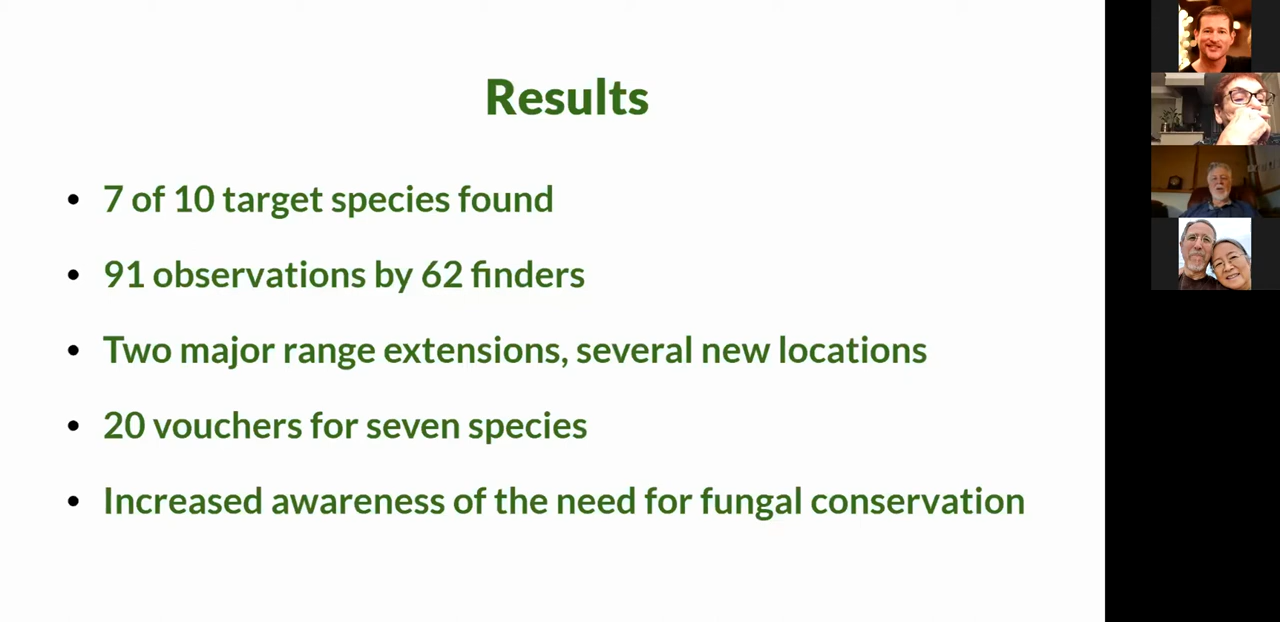 Results
• 7 of 10 target species found
• 91 observations by 62 finders
• Two major range extensions, several new locations
• 20 vouchers for seven species
• Increased awareness of the need for fungal conservation